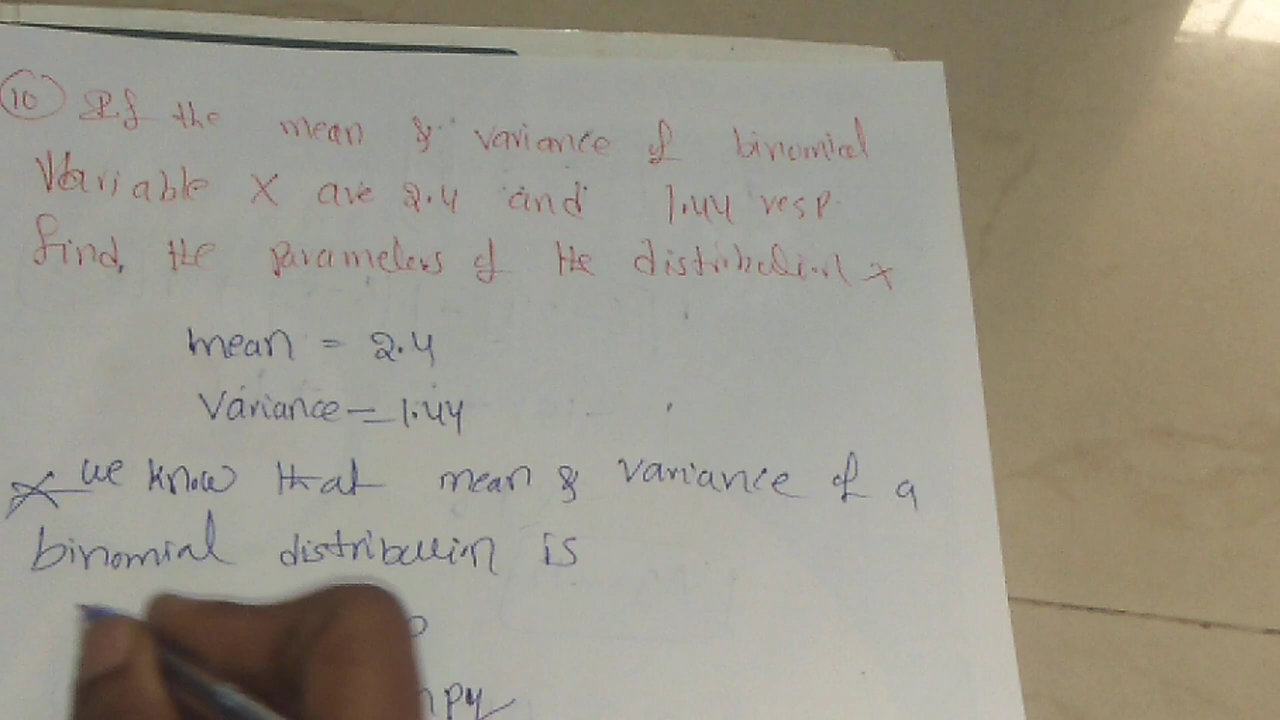 10 If the mean & variance of binomial
Variable X are 2.4 and 1.44 resp.
find, the parameters of the distribution x
mean = 2.4
Variance = 1.44
we know that mean & variance of a
binomial distribution is
npq